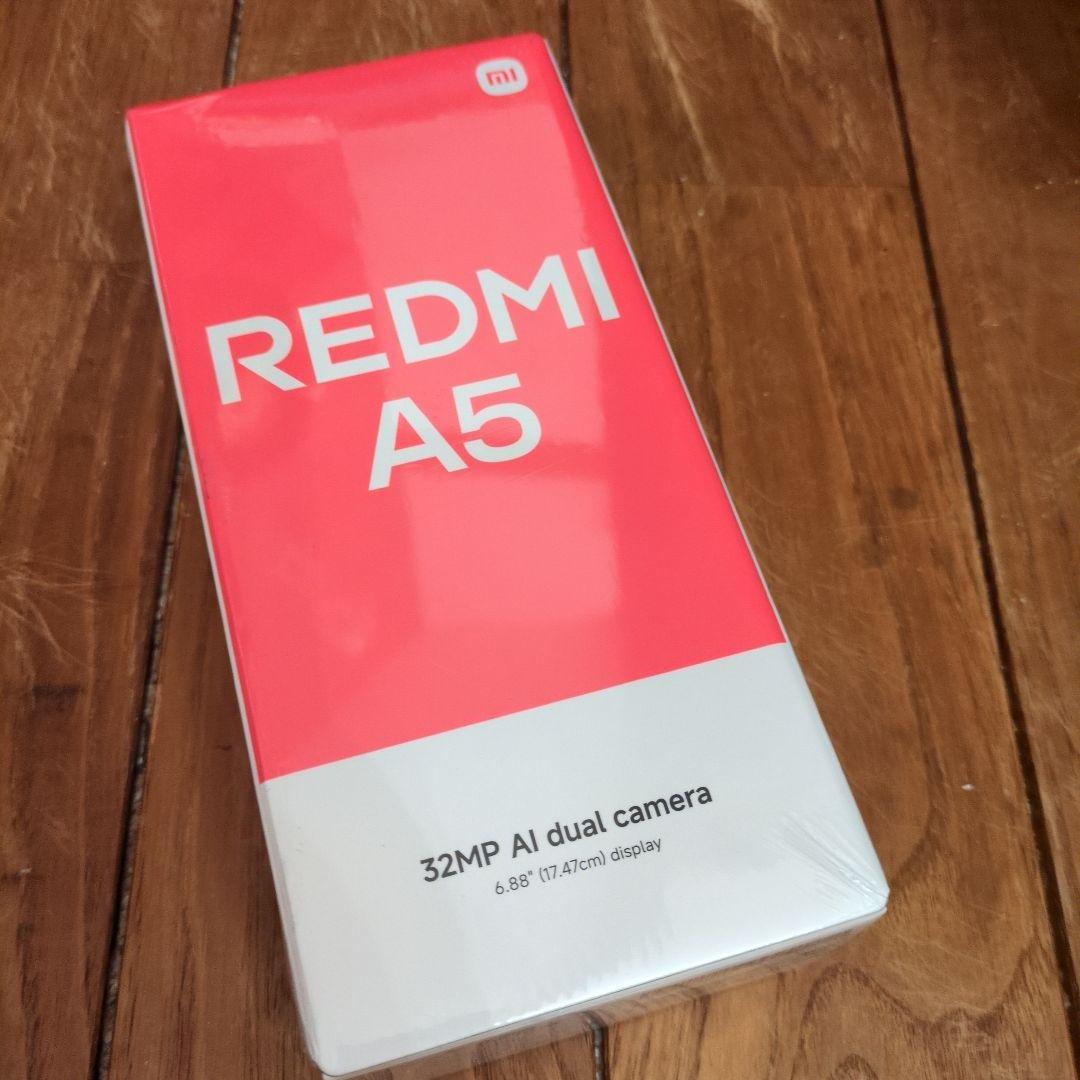 mi
REDMI
A5
32MP AI dual camera
6.88" (17.47cm) display